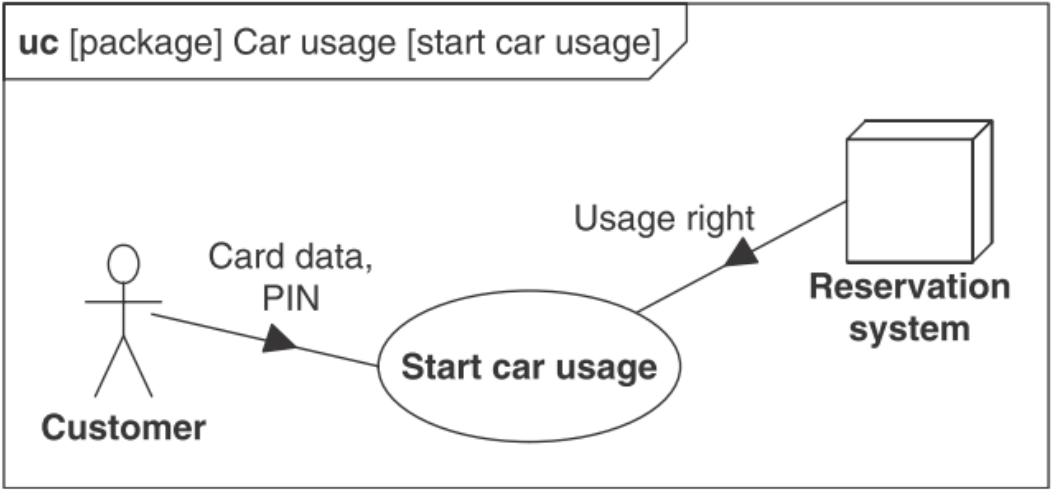 uc [package] Car usage [start car usage]
Usage right
Card data,
PIN
Reservation
system
Start car usage
Customer